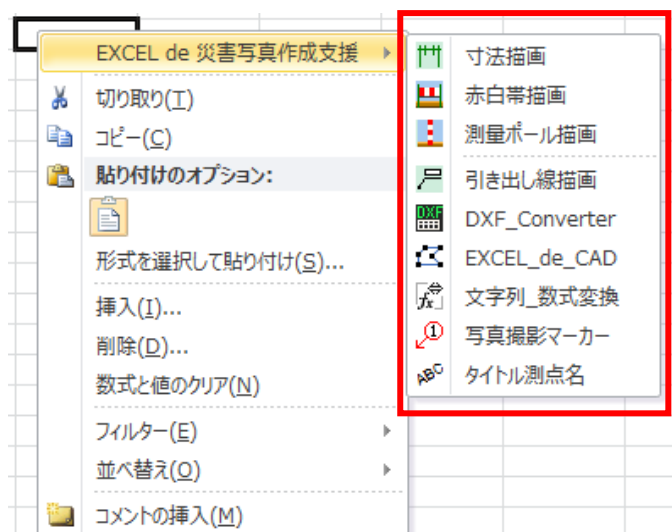 EXCEL de 災害写真作成支援
切り取り(T)
コピー(C)
貼り付けのオプション:
形式を選択して貼り付け(S)...
挿入(I)...
削除(D)...
数式と値のクリア(N)
フィルター(E)
並べ替え(O)
コメントの挿入(M)
寸法描画
赤白帯描画
測量ポール描画
引き出し線描画
DXF
DXF_Converter
EXCEL_de_CAD
fx
文字列_数式変換
1
写真撮影マーカー
ABC
タイトル測点名